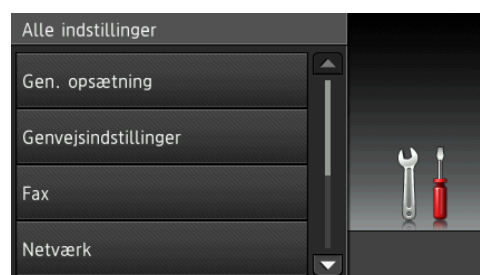 Alle indstillinger
Gen. opsætning
Genvejsindstillinger
Fax
Netværk